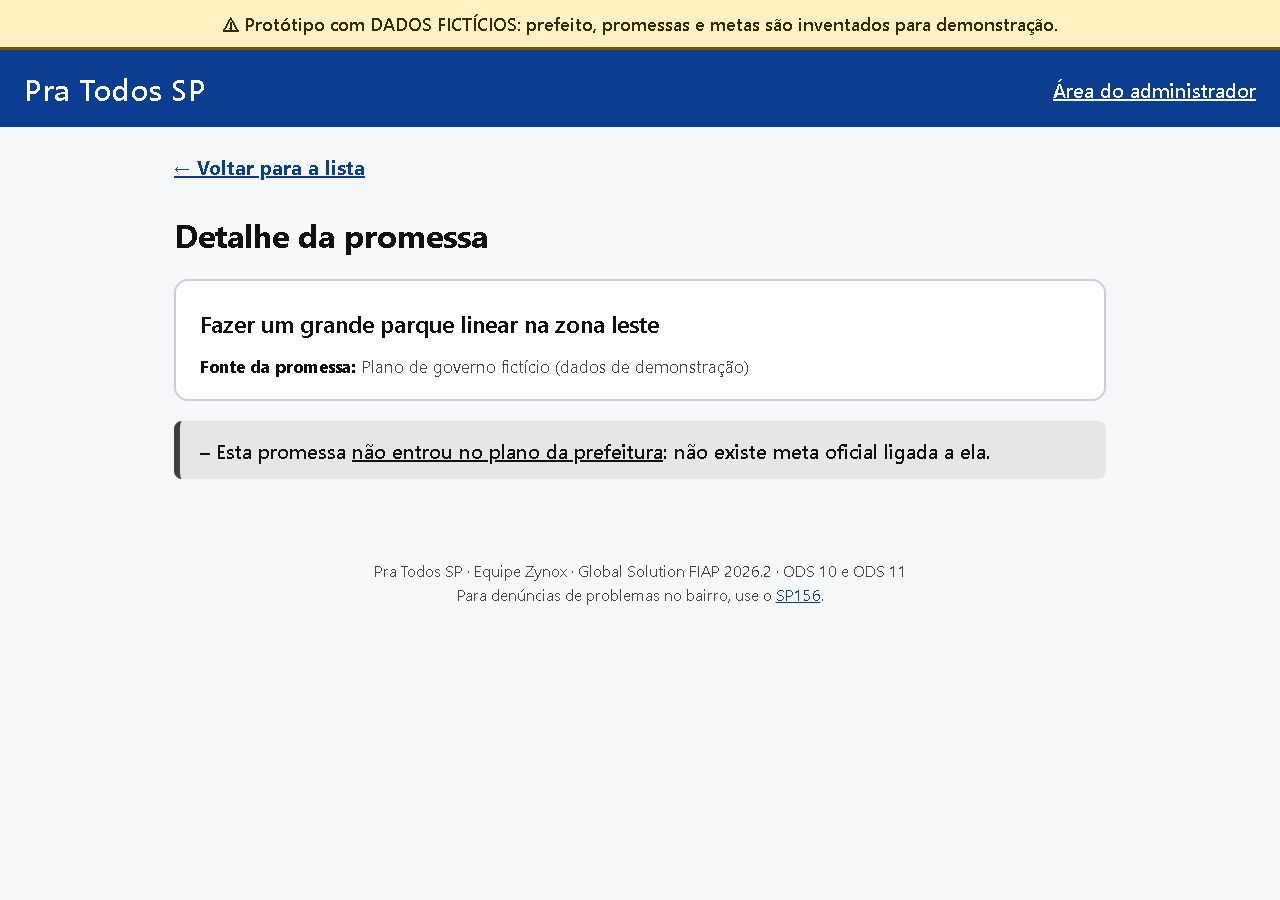 ⚠ Protótipo com DADOS FICTÍCIOS: prefeito, promessas e metas são inventados para demonstração.
Pra Todos SP
Área do administrador
← Voltar para a lista
Detalhe da promessa
Fazer um grande parque linear na zona leste
Fonte da promessa: Plano de governo fictício (dados de demonstração)
– Esta promessa não entrou no plano da prefeitura: não existe meta oficial ligada a ela.
Pra Todos SP · Equipe Zynox · Global Solution FIAP 2026.2 · ODS 10 e ODS 11
Para denúncias de problemas no bairro, use o SP156.